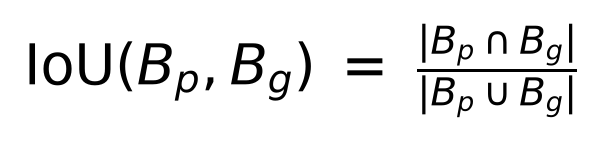 IoU(B_p, B_g) = |B_p ∩ B_g| / |B_p ∪ B_g|